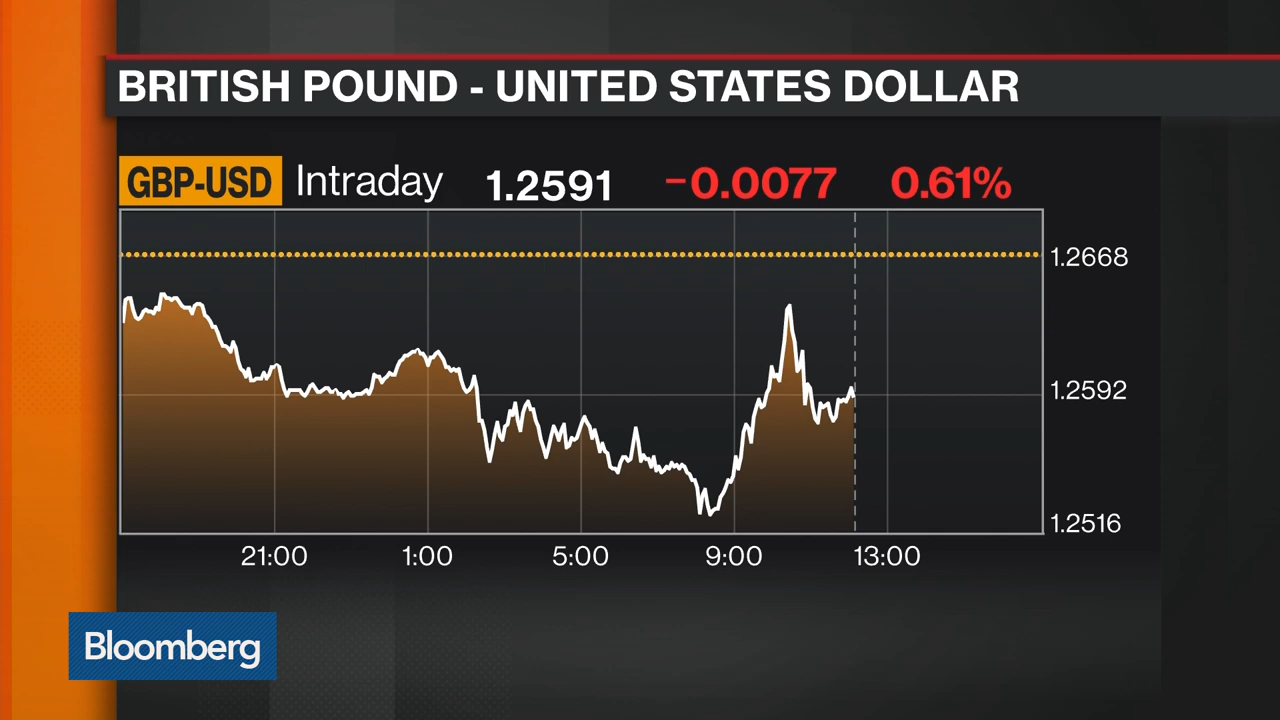 BRITISH POUND - UNITED STATES DOLLAR
GBP-USD Intraday 1.2591 -0.0077 0.61%
1.2668
1.2592
1.2516
21:00 1:00 5:00 9:00 13:00
Bloomberg